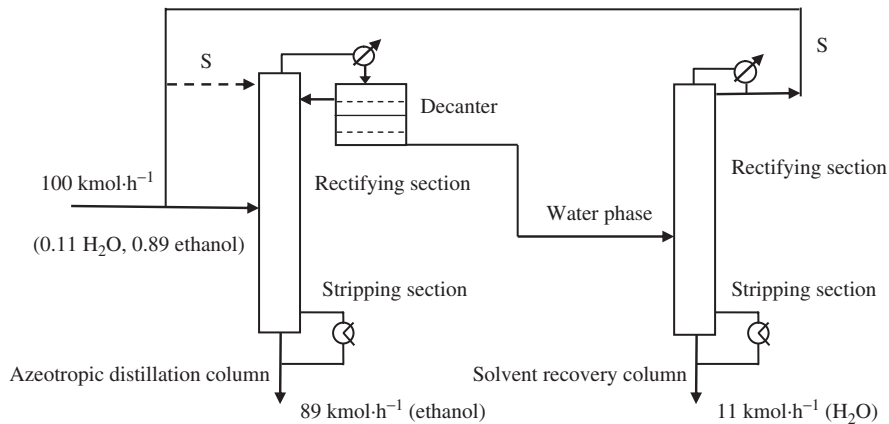 S
S
Decanter
100 kmol·h⁻¹
Rectifying section
Rectifying section
Water phase
(0.11 H₂O, 0.89 ethanol)
Stripping section
Stripping section
Azeotropic distillation column
Solvent recovery column
89 kmol·h⁻¹ (ethanol)
11 kmol·h⁻¹ (H₂O)